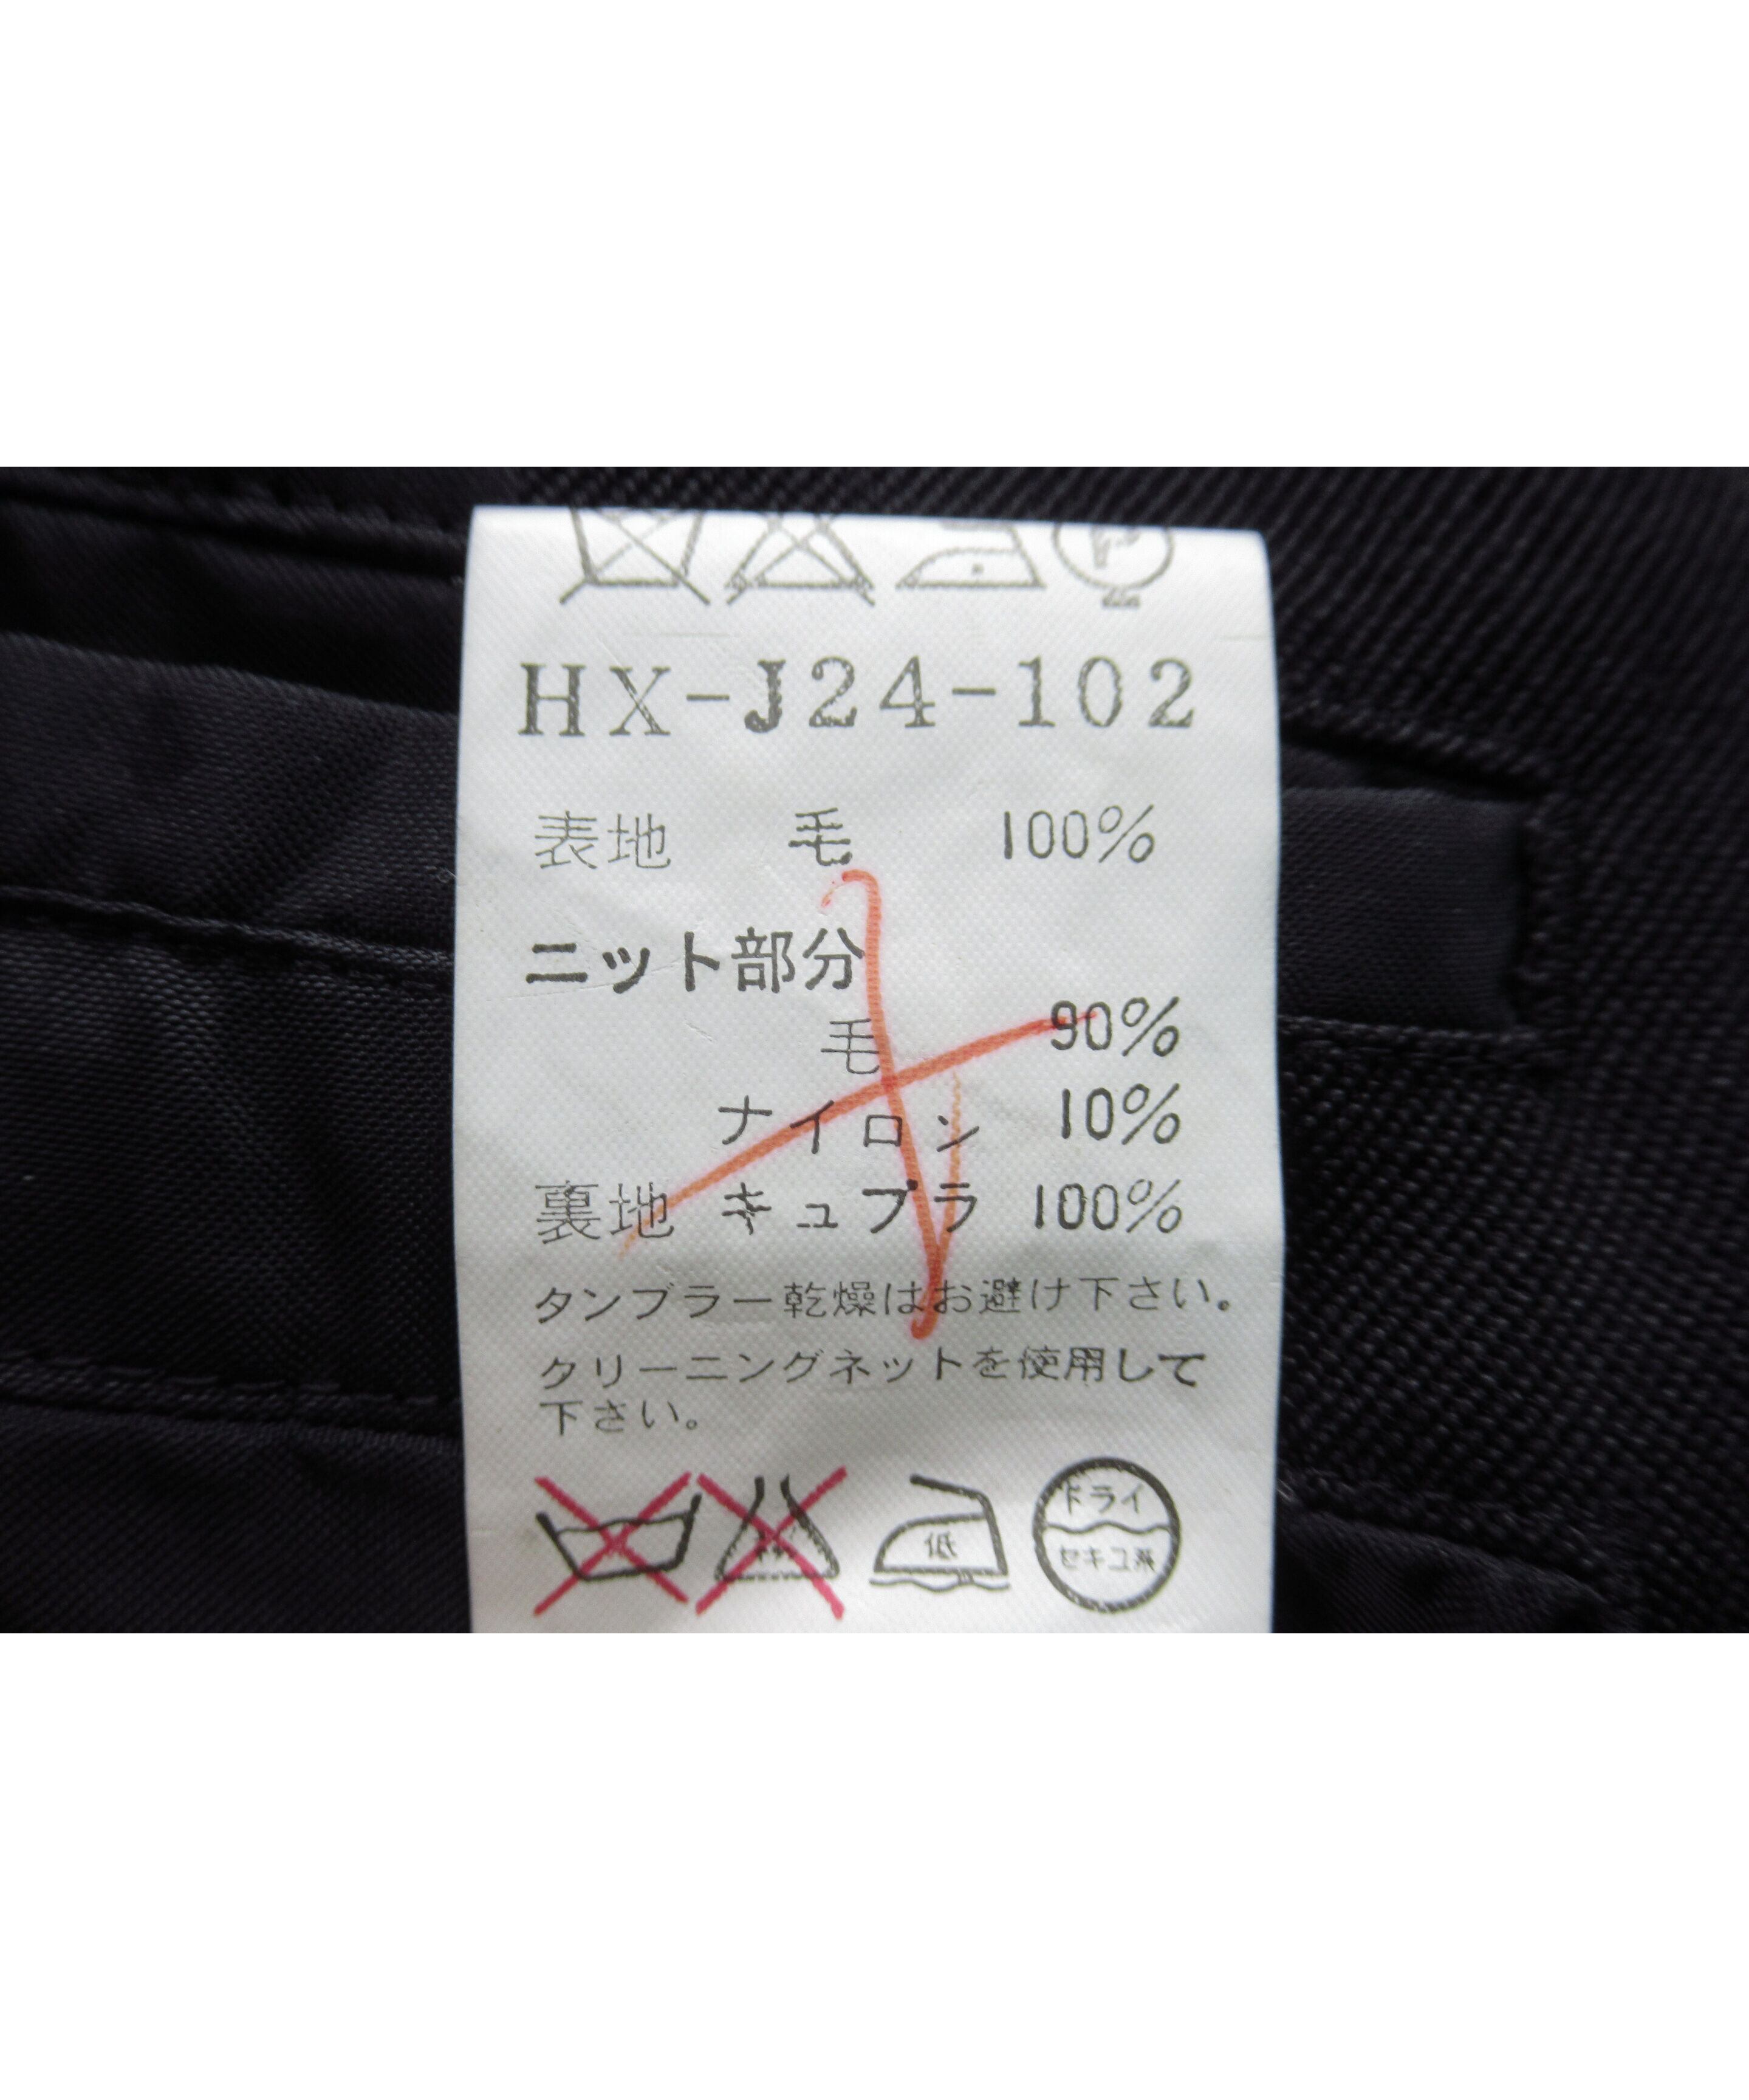 P
HX-J24-102
表地 毛 100%
ニット部分
毛 90%
ナイロン 10%
裏地 キュプラ 100%
タンブラー乾燥はお避け下さい。
クリーニングネットを使用して
下さい。
低
ドライ
セキユ系